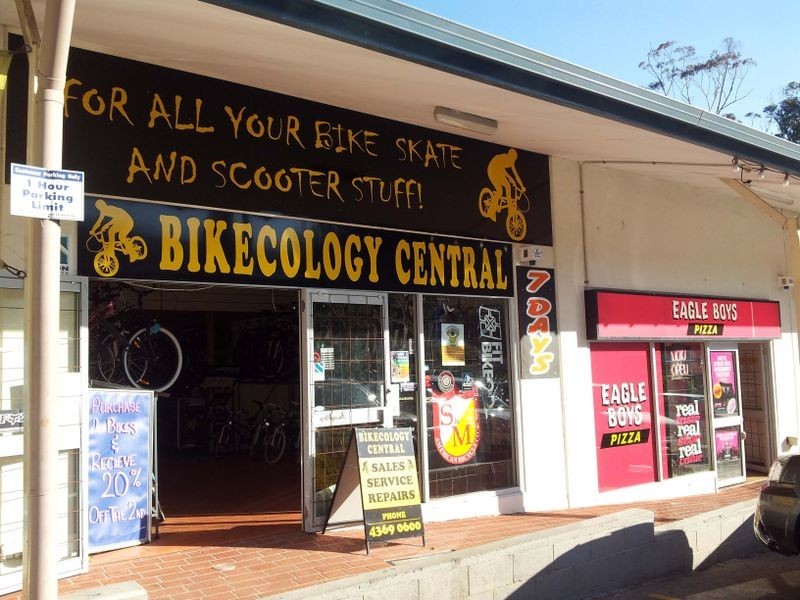 FOR ALL YOUR BIKE SKATE
AND SCOOTER STUFF!
Customer Parking Only
1 Hour
Parking
Limit
BIKECOLOGY CENTRAL
7 DAYS
EAGLE BOYS
PIZZA
EAGLE
BOYS
PIZZA
NOW
OPEN
real
real
real
FIT
BIKE
S&M
PURCHASE
2 BIKES
&
RECIEVE
20%
OFF THE 2ND
BIKECOLOGY
CENTRAL
SALES
SERVICE
REPAIRS
PHONE
4369 0600